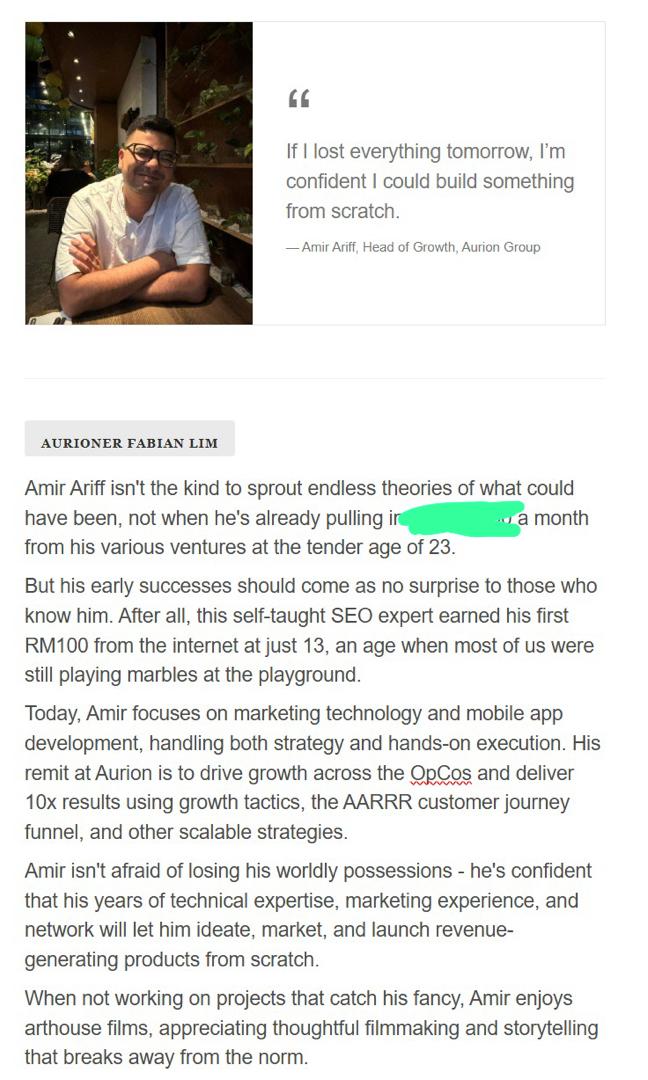 “
If I lost everything tomorrow, I’m
confident I could build something
from scratch.
— Amir Ariff, Head of Growth, Aurion Group
AURIONER FABIAN LIM
Amir Ariff isn't the kind to sprout endless theories of what could
have been, not when he's already pulling in a month
from his various ventures at the tender age of 23.
But his early successes should come as no surprise to those who
know him. After all, this self-taught SEO expert earned his first
RM100 from the internet at just 13, an age when most of us were
still playing marbles at the playground.
Today, Amir focuses on marketing technology and mobile app
development, handling both strategy and hands-on execution. His
remit at Aurion is to drive growth across the OpCos and deliver
10x results using growth tactics, the AARRR customer journey
funnel, and other scalable strategies.
Amir isn't afraid of losing his worldly possessions - he's confident
that his years of technical expertise, marketing experience, and
network will let him ideate, market, and launch revenue-
generating products from scratch.
When not working on projects that catch his fancy, Amir enjoys
arthouse films, appreciating thoughtful filmmaking and storytelling
that breaks away from the norm.